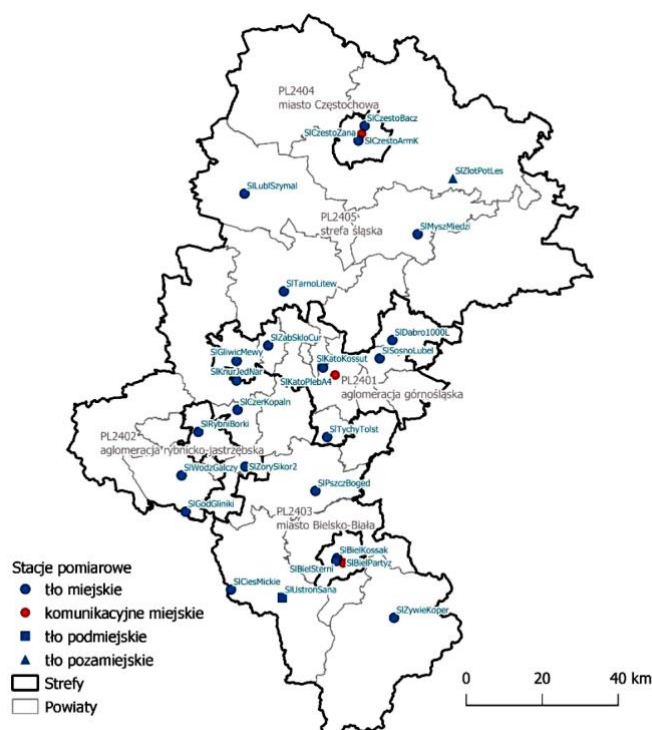 PL2404
miasto Częstochowa
SlCzestoBacz
SlCzestoZana
SlCzestoArmK
SlZlotPotLes
SlLublSzymal
PL2405
strefa śląska
SlMyszMiedzi
SlTarnoLitew
SlZabSkloCur
SlDabro1000L
SlGliwicMewy
SlSosnoLubel
SlKatoKossut
SlKnurJedNar
SlKatoPlebA4
PL2401
aglomeracja górnośląska
SlCzerKopaln
SlRybniBorki
PL2402
aglomeracja rybnicko-jastrzębska
SlTychyTolst
SlWodzGalczy
SlZorySikor2
SlPszczBoged
SlGodGliniki
PL2403
miasto Bielsko-Biała
SlBielKossak
SlBielPartyz
SlBielSterni
SlCiesMickie
SlUstronSana
SlZywieKoper
Stacje pomiarowe
tło miejskie
komunikacyjne miejskie
tło podmiejskie
tło pozamiejskie
Strefy
Powiaty
0 20 40 km